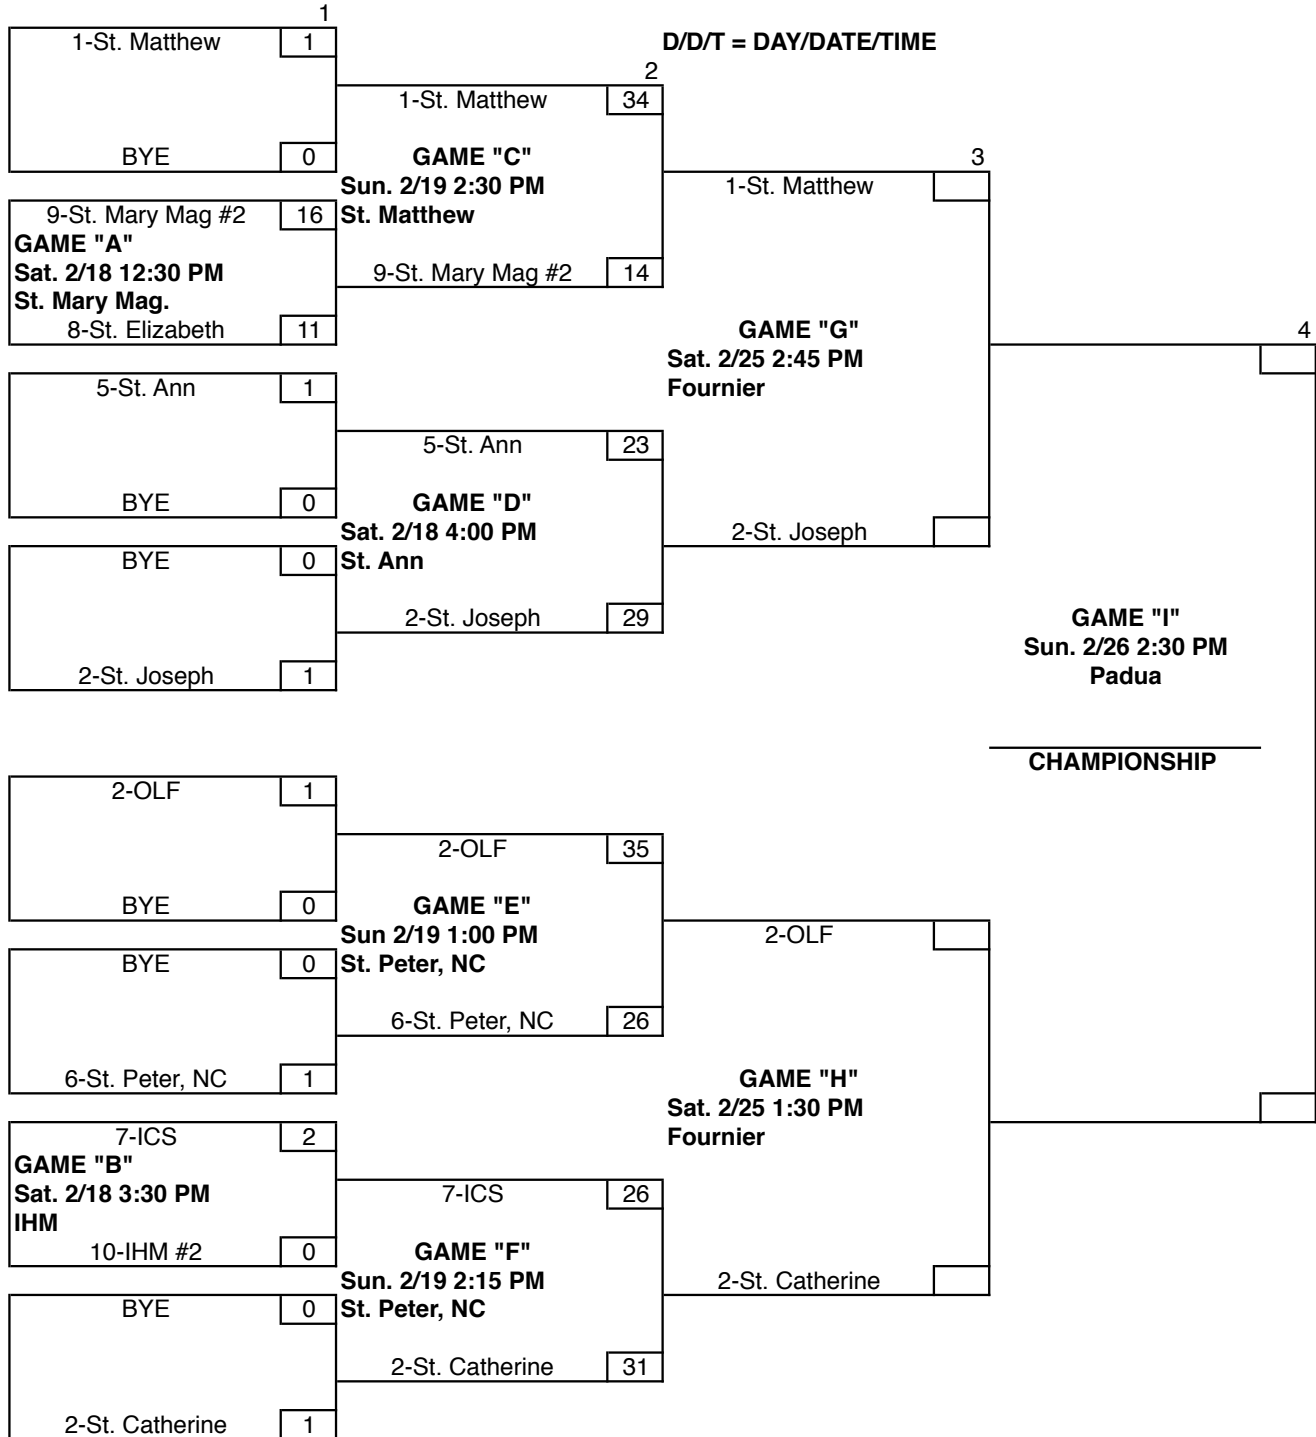 1
1-St. Matthew 1
D/D/T = DAY/DATE/TIME
2
1-St. Matthew 34
BYE 0
GAME "C"
Sun. 2/19 2:30 PM
St. Matthew
3
1-St. Matthew
9-St. Mary Mag #2 16
GAME "A"
Sat. 2/18 12:30 PM
St. Mary Mag.
8-St. Elizabeth 11
9-St. Mary Mag #2 14
GAME "G"
Sat. 2/25 2:45 PM
Fournier
4
5-St. Ann 1
5-St. Ann 23
BYE 0
GAME "D"
Sat. 2/18 4:00 PM
St. Ann
2-St. Joseph
BYE 0
2-St. Joseph 29
2-St. Joseph 1
GAME "I"
Sun. 2/26 2:30 PM
Padua
CHAMPIONSHIP
2-OLF 1
2-OLF 35
BYE 0
GAME "E"
Sun 2/19 1:00 PM
St. Peter, NC
2-OLF
BYE 0
6-St. Peter, NC 26
6-St. Peter, NC 1
GAME "H"
Sat. 2/25 1:30 PM
Fournier
7-ICS 2
GAME "B"
Sat. 2/18 3:30 PM
IHM
10-IHM #2 0
7-ICS 26
GAME "F"
Sun. 2/19 2:15 PM
St. Peter, NC
2-St. Catherine
BYE 0
2-St. Catherine 31
2-St. Catherine 1